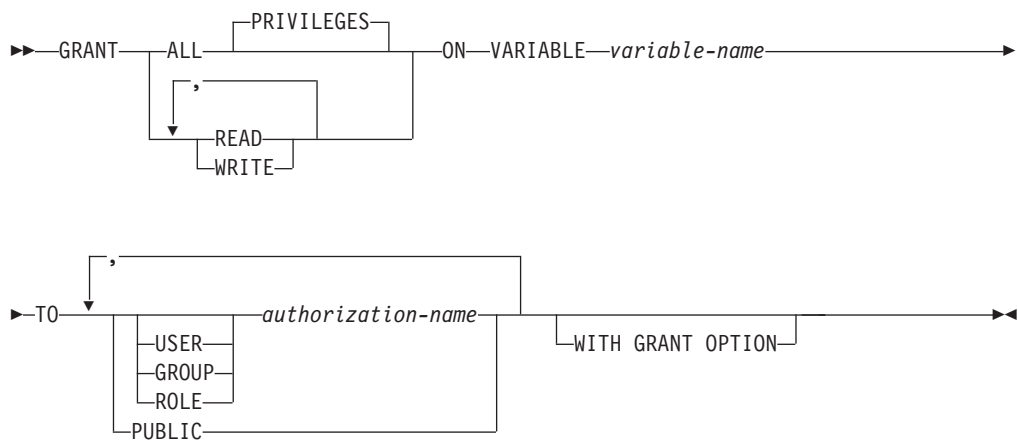 PRIVILEGES
GRANT ALL ON VARIABLE variable-name
,
READ
WRITE
,
TO authorization-name
USER WITH GRANT OPTION
GROUP
ROLE
PUBLIC